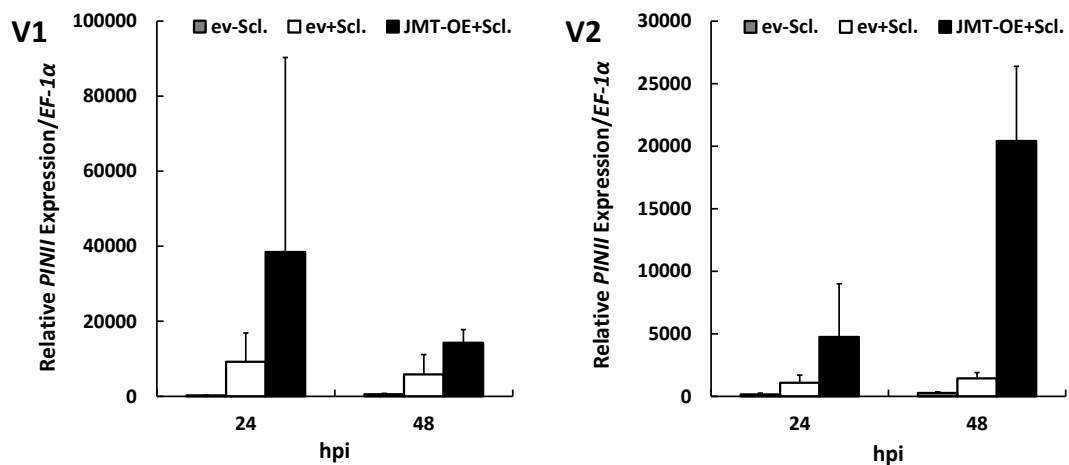 V1
ev-Scl. ev+Scl. JMT-OE+Scl.
Relative PINII Expression/EF-1α
100000
80000
60000
40000
20000
0
24 48
hpi
V2
ev-Scl. ev+Scl. JMT-OE+Scl.
Relative PINII Expression/EF-1α
30000
25000
20000
15000
10000
5000
0
24 48
hpi